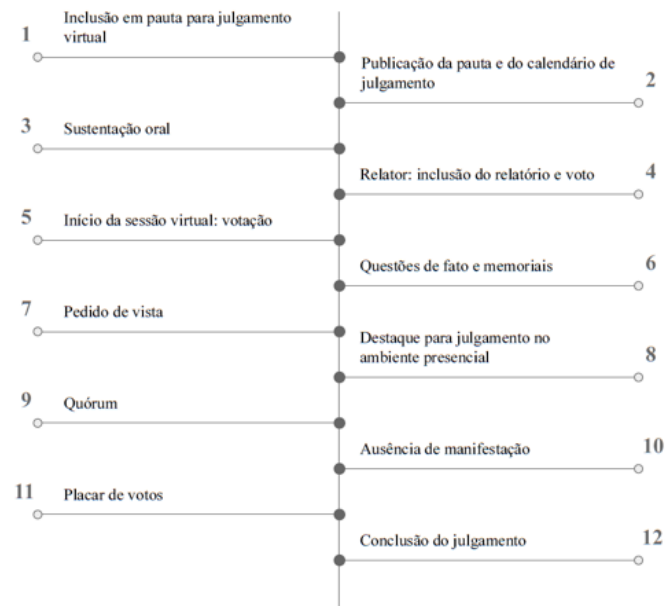 1
Inclusão em pauta para julgamento
virtual
2
Publicação da pauta e do calendário de
julgamento
3
Sustentação oral
4
Relator: inclusão do relatório e voto
5
Início da sessão virtual: votação
6
Questões de fato e memoriais
7
Pedido de vista
8
Destaque para julgamento no
ambiente presencial
9
Quórum
10
Ausência de manifestação
11
Placar de votos
12
Conclusão do julgamento